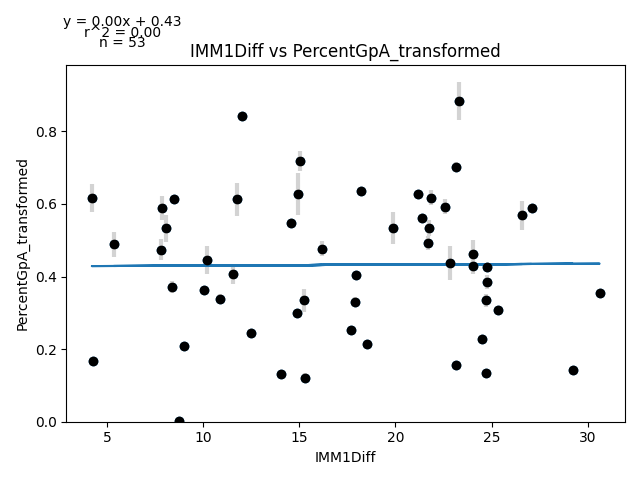 y = 0.00x + 0.43
r^2 = 0.00
n = 53
IMM1Diff vs PercentGpA_transformed
PercentGpA_transformed
0.8
0.6
0.4
0.2
0.0
5 10 15 20 25 30
IMM1Diff